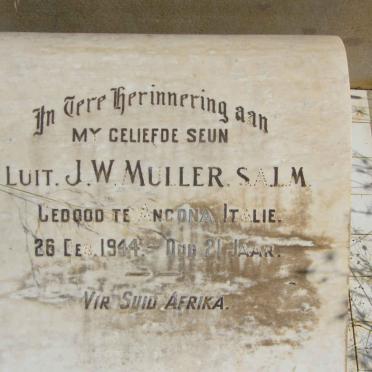 In Tere Herinnering aan
MY GELIEFDE SEUN
LUIT. J.W. MULLER. S.A.L.M.
GEDOOD TE ANCONA, ITALIE.
26 DES. 1944 - OUD 21 JAAR.
VIR SUID AFRIKA.